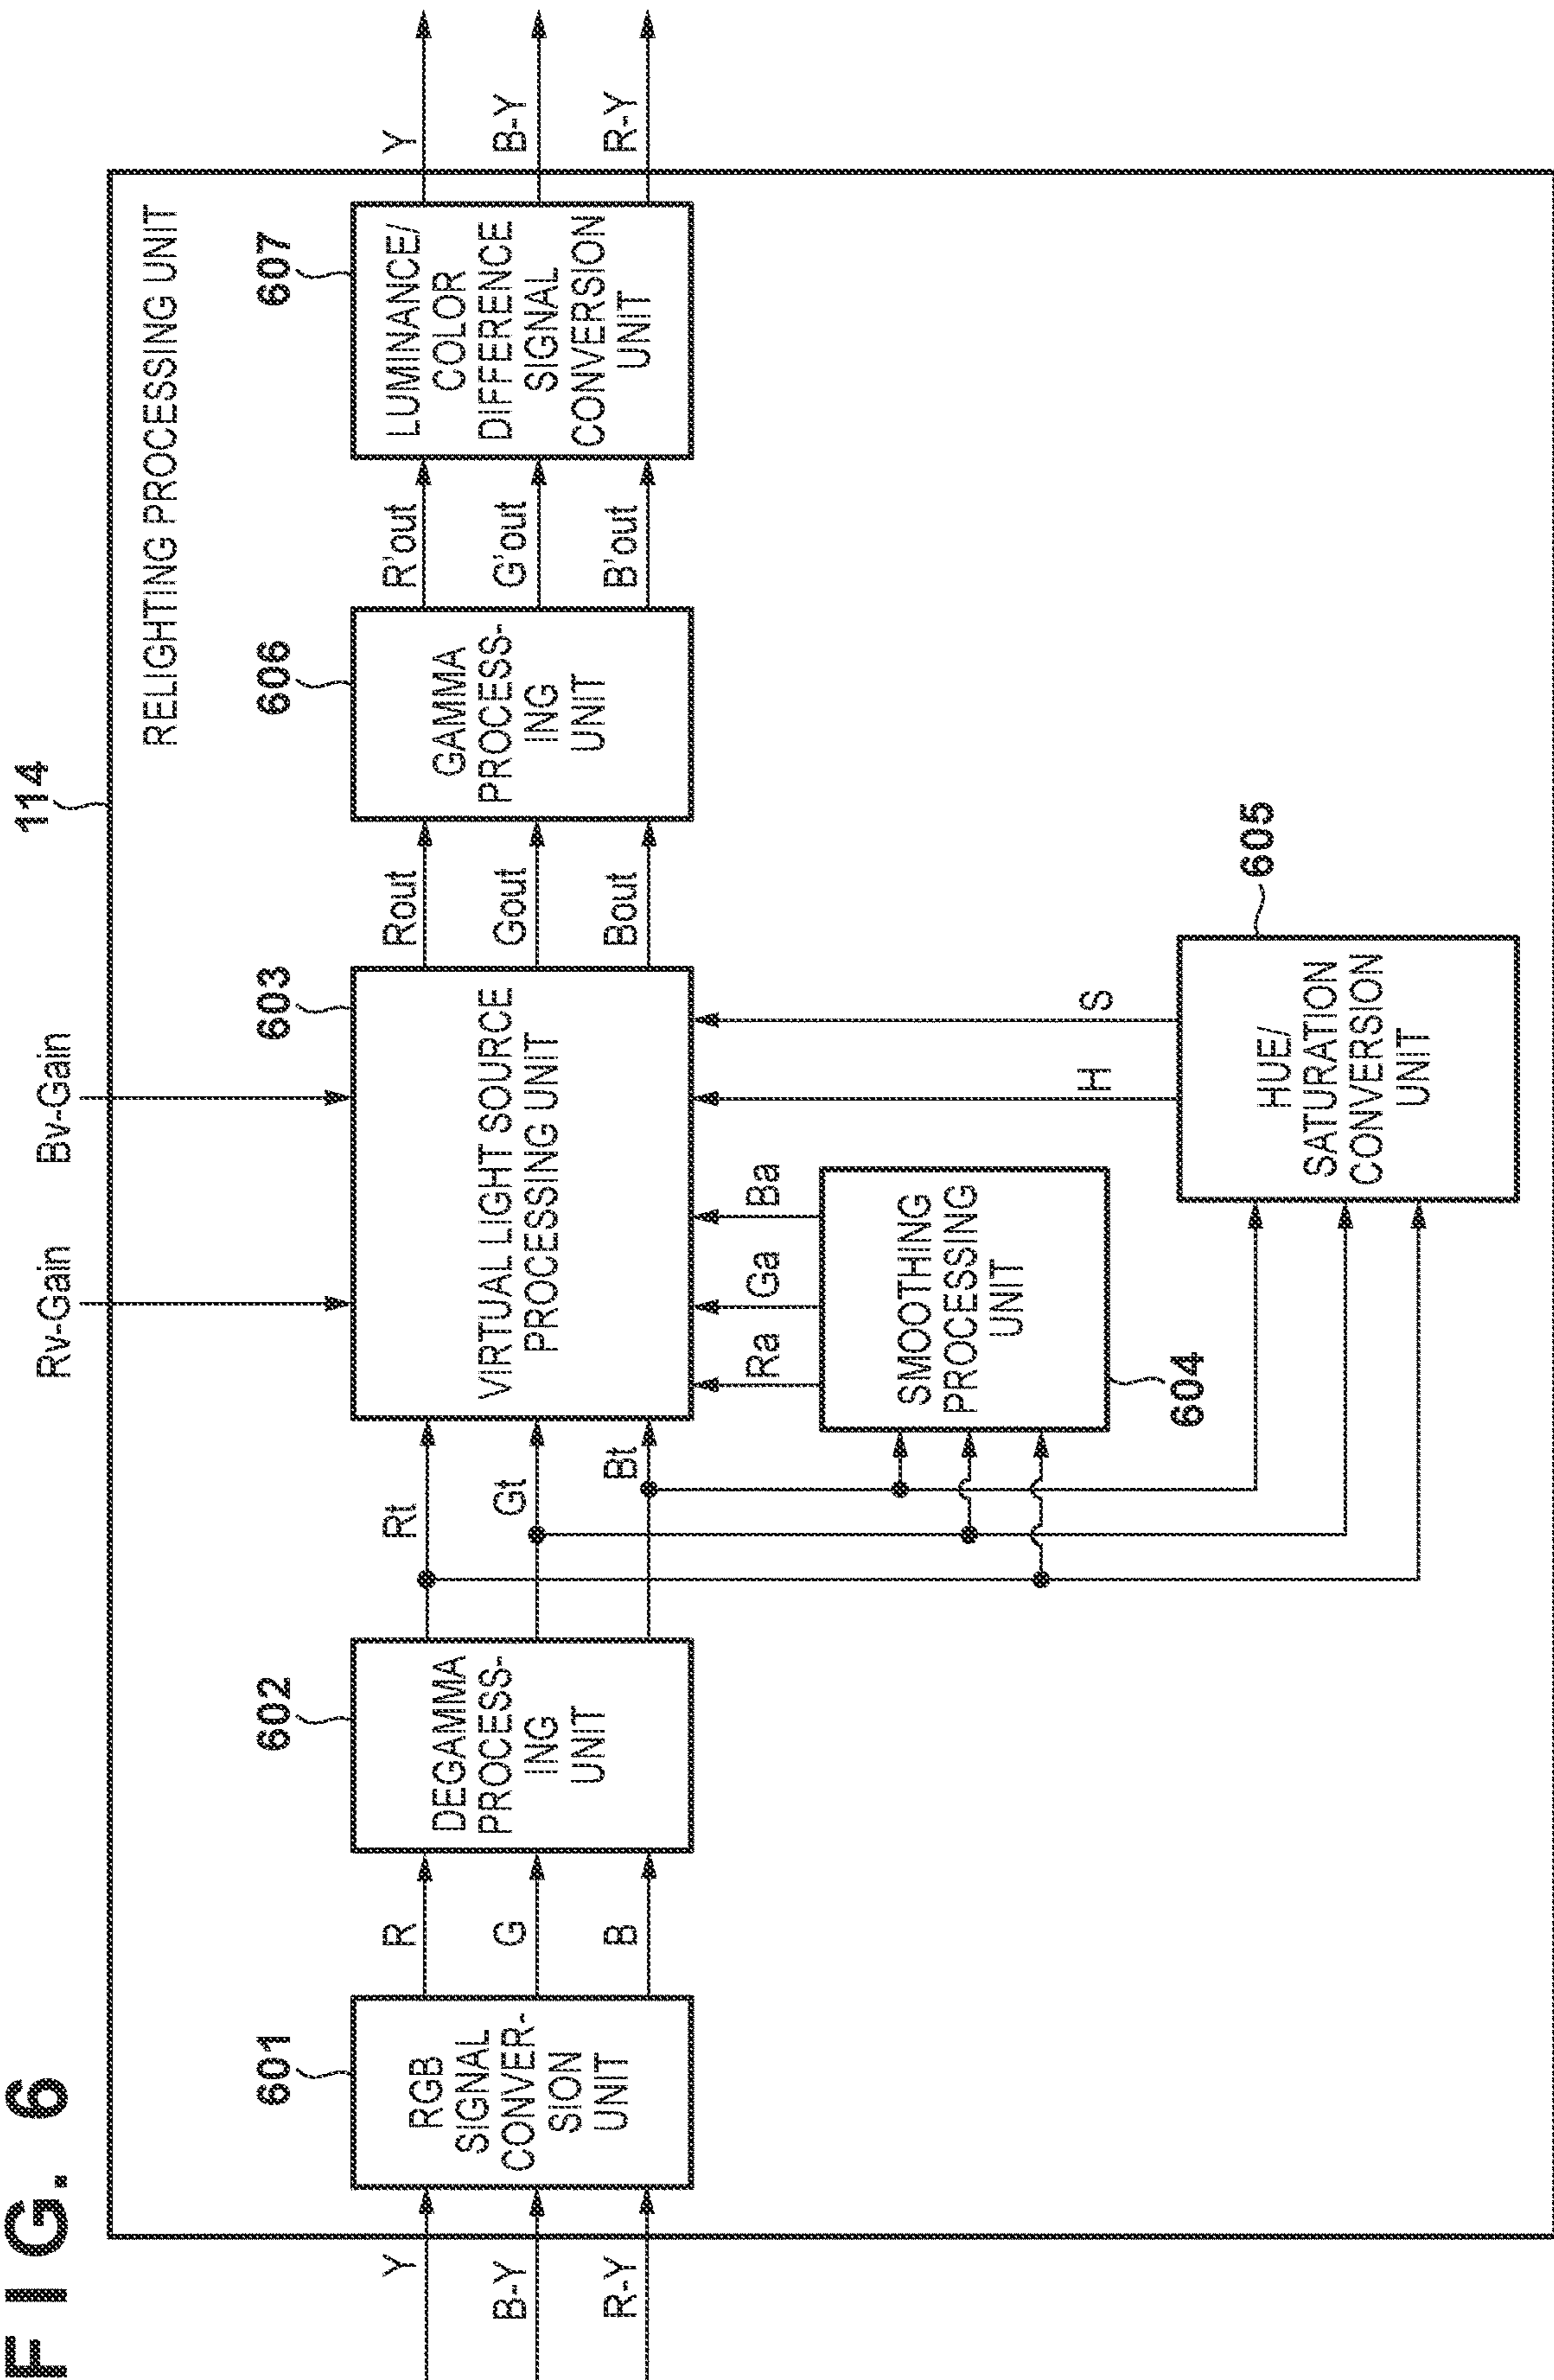 FIG. 6
114
RELIGHTING PROCESSING UNIT
Rv-Gain
Bv-Gain
601
602
603
606
607
Y
B-Y
R-Y
RGB
SIGNAL
CONVER-
SION
UNIT
R
G
B
DEGAMMA
PROCESS-
ING
UNIT
Rt
Gt
Bt
VIRTUAL LIGHT SOURCE
PROCESSING UNIT
Rout
Gout
Bout
GAMMA
PROCESS-
ING
UNIT
R'out
G'out
B'out
LUMINANCE/
COLOR
DIFFERENCE
SIGNAL
CONVERSION
UNIT
Y
B-Y
R-Y
Ra
Ga
Ba
H
S
SMOOTHING
PROCESSING
UNIT
604
605
HUE/
SATURATION
CONVERSION
UNIT